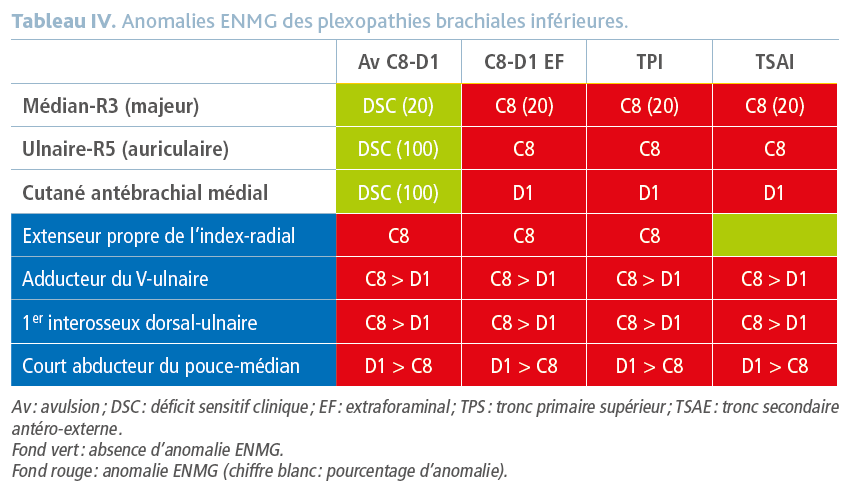 Tableau IV. Anomalies ENMG des plexopathies brachiales inférieures.
Av C8-D1 C8-D1 EF TPI TSAI
Médian-R3 (majeur) DSC (20) C8 (20) C8 (20) C8 (20)
Ulnaire-R5 (auriculaire) DSC (100) C8 C8 C8
Cutané antébrachial médial DSC (100) D1 D1 D1
Extenseur propre de l’index-radial C8 C8 C8
Adducteur du V-ulnaire C8 > D1 C8 > D1 C8 > D1 C8 > D1
1er interosseux dorsal-ulnaire C8 > D1 C8 > D1 C8 > D1 C8 > D1
Court abducteur du pouce-médian D1 > C8 D1 > C8 D1 > C8 D1 > C8
Av : avulsion ; DSC : déficit sensitif clinique ; EF : extraforaminal ; TPS : tronc primaire supérieur ; TSAE : tronc secondaire
antéro-externe.
Fond vert : absence d’anomalie ENMG.
Fond rouge : anomalie ENMG (chiffre blanc : pourcentage d’anomalie).